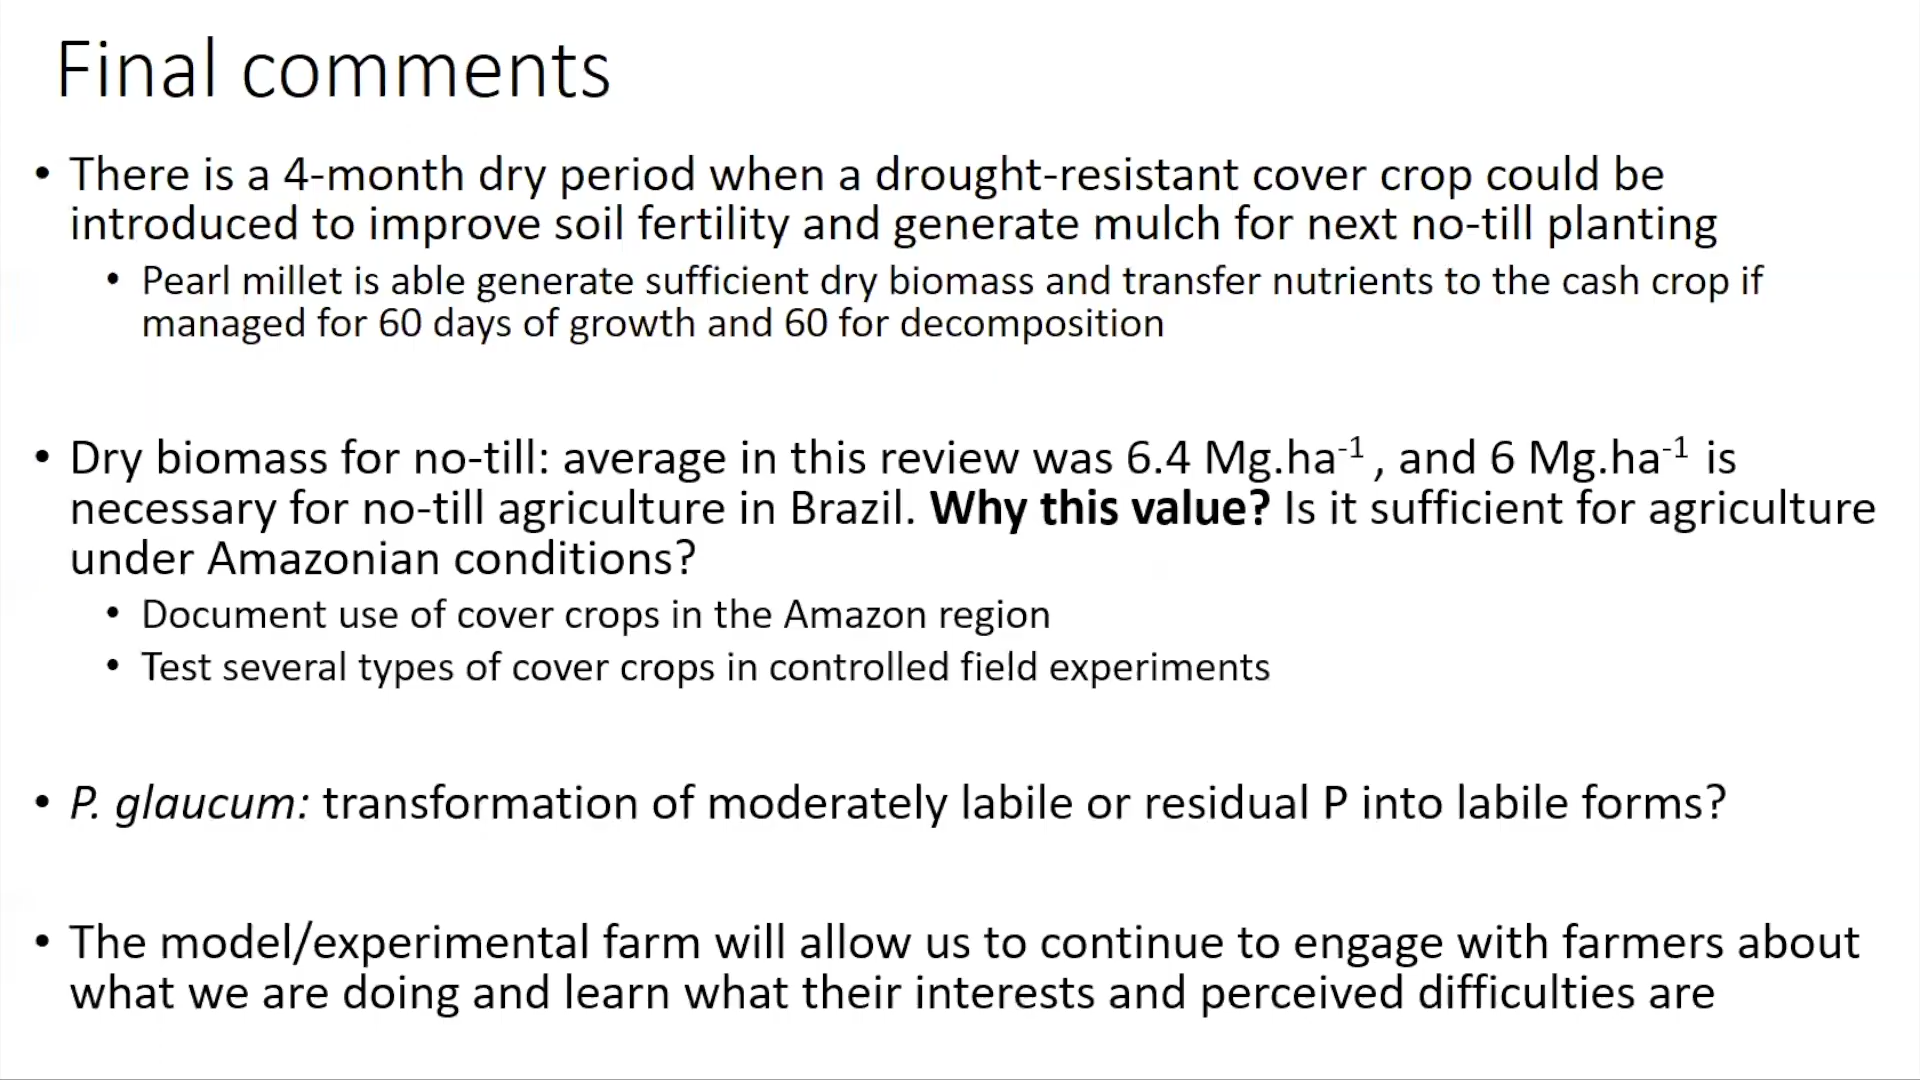 Final comments
• There is a 4-month dry period when a drought-resistant cover crop could be
introduced to improve soil fertility and generate mulch for next no-till planting
• Pearl millet is able generate sufficient dry biomass and transfer nutrients to the cash crop if
managed for 60 days of growth and 60 for decomposition
• Dry biomass for no-till: average in this review was 6.4 Mg.ha⁻¹ , and 6 Mg.ha⁻¹ is
necessary for no-till agriculture in Brazil. Why this value? Is it sufficient for agriculture
under Amazonian conditions?
• Document use of cover crops in the Amazon region
• Test several types of cover crops in controlled field experiments
• P. glaucum: transformation of moderately labile or residual P into labile forms?
• The model/experimental farm will allow us to continue to engage with farmers about
what we are doing and learn what their interests and perceived difficulties are